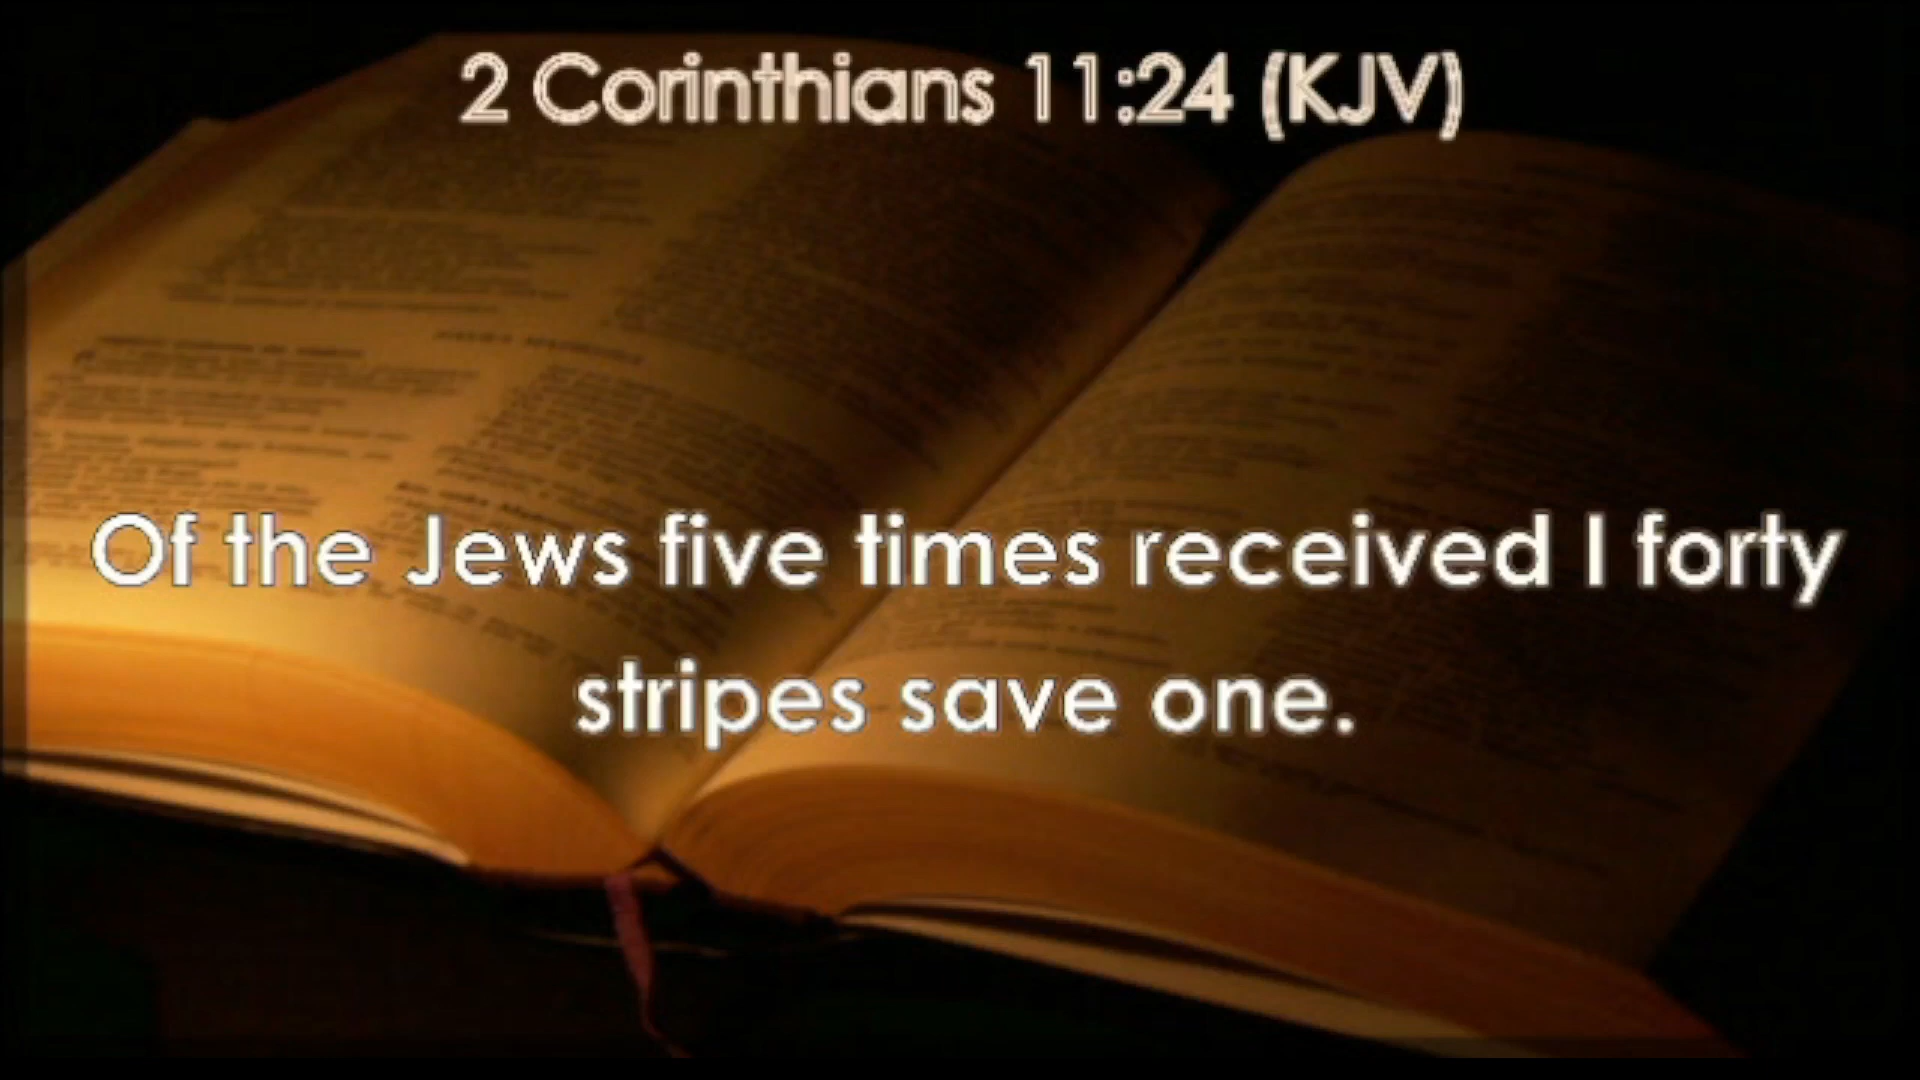 2 Corinthians 11:24 (KJV)
Of the Jews five times received I forty
stripes save one.